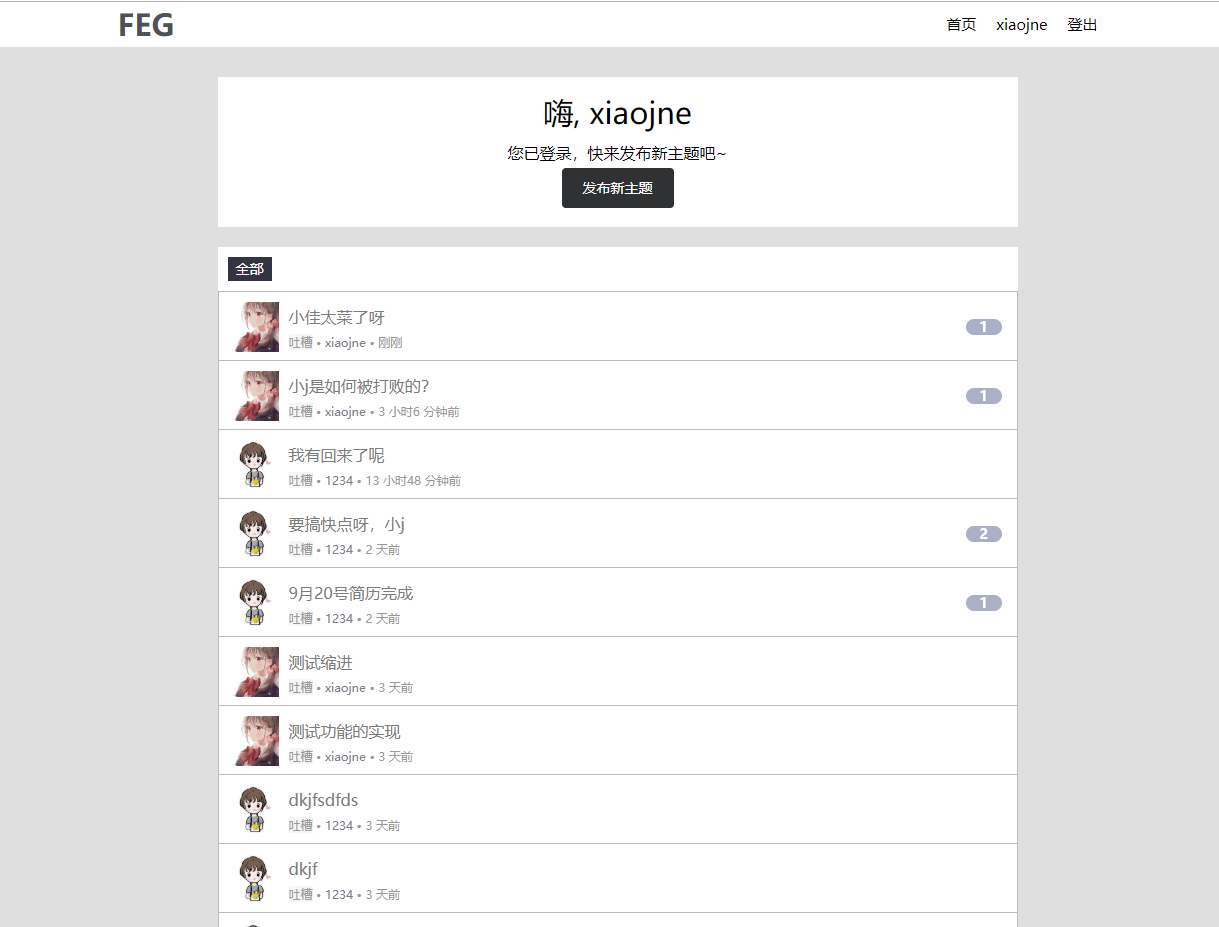 FEG
首页 xiaojne 登出
嗨, xiaojne
您已登录，快来发布新主题吧~
发布新主题
全部
小佳太菜了呀
1
吐槽 • xiaojne • 刚刚
小j是如何被打败的?
1
吐槽 • xiaojne • 3 小时6 分钟前
我有回来了呢
吐槽 • 1234 • 13 小时48 分钟前
要搞快点呀，小j
2
吐槽 • 1234 • 2 天前
9月20号简历完成
1
吐槽 • 1234 • 2 天前
测试缩进
吐槽 • xiaojne • 3 天前
测试功能的实现
吐槽 • xiaojne • 3 天前
dkjfsdfds
吐槽 • 1234 • 3 天前
dkjf
吐槽 • 1234 • 3 天前